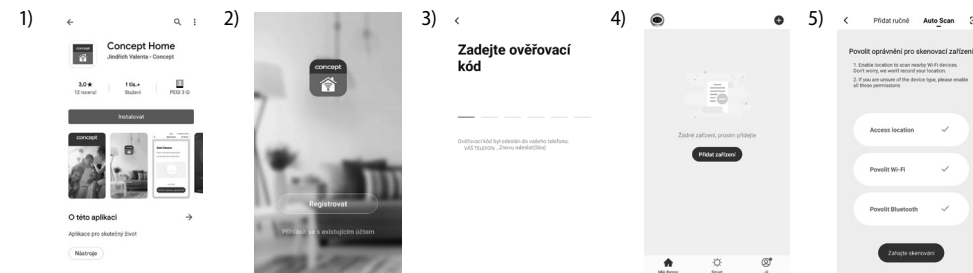 1)
Concept Home
Jindřich Valenta - Concept
3,0★
12 recenzí
1 tis.+
Stažení
PEGI 3
Instalovat
concept
O této aplikaci
Aplikace pro skutečný život
Nástroje
2)
concept
Registrovat
Přihlásit se s existujícím účtem
3)
Zadejte ověřovací
kód
Ověřovací kód byl odeslán do vašeho telefonu:
VÁŠ TELEFON . Znovu odeslat(56s)
4)
Žádné zařízení, prosím přidejte
Přidat zařízení
5)
Přidat ručně Auto Scan
Povolit oprávnění pro skenovací zařízení
1. Enable location to scan nearby Wi-Fi devices.
Don't worry, we won't record your location.
2. If you are unsure of the device type, please enable
all these permissions
Access location
Povolit Wi-Fi
Povolit Bluetooth
Zahajte skenování